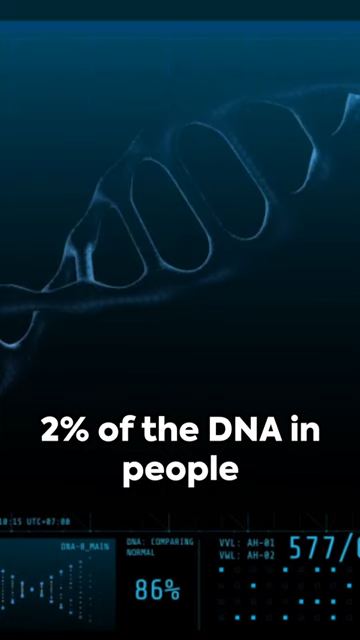 2% of the DNA in
people
10:15 UTC+07:00
DNA-B_MAIN
DNA: COMPARING
NORMAL
86%
VVL: AH-01
VWL: AH-02
577/